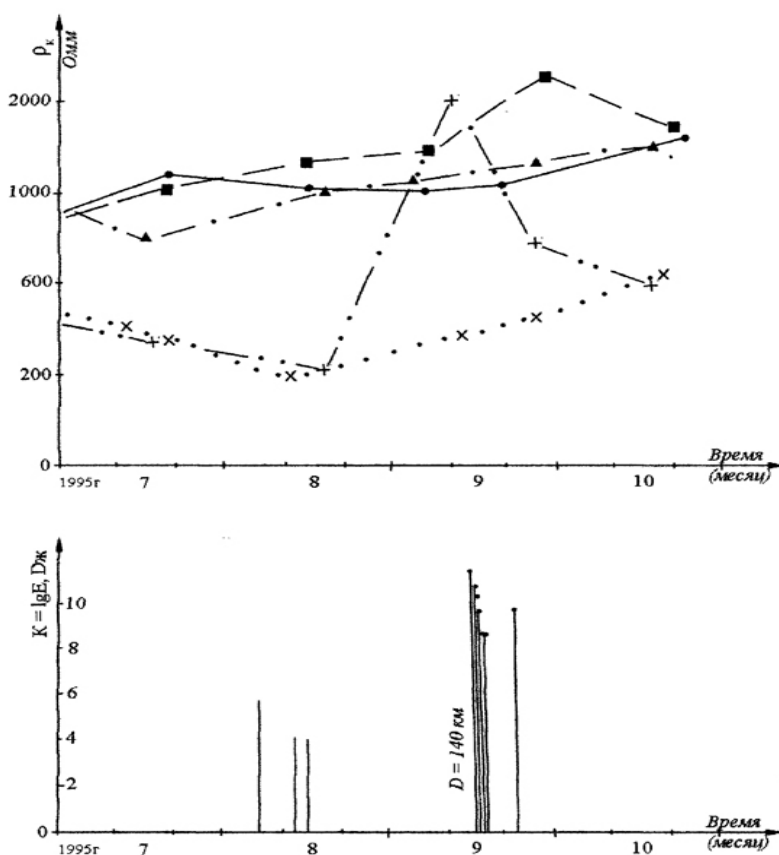 ρк
Омм
2000
1000
600
200
0
1995г 7 8 9 10
Время
(месяц)
K = lgE, Dж
10
8
6
4
2
0
D = 140 км
1995г 7 8 9 10
Время
(месяц)